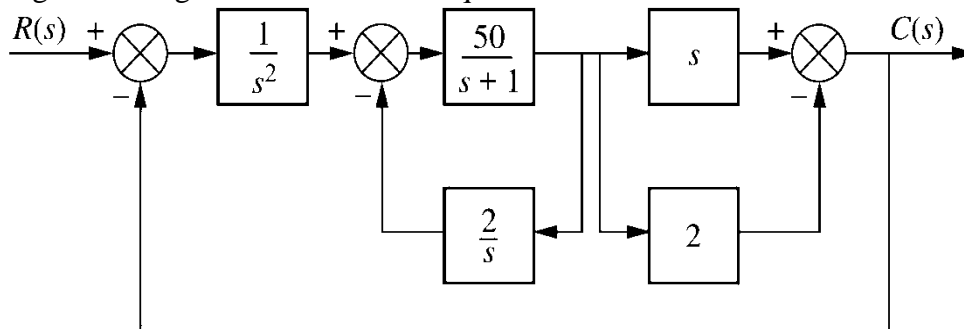 R(s) + 1/s² + 50/(s + 1) s + C(s)
− − −
2/s 2